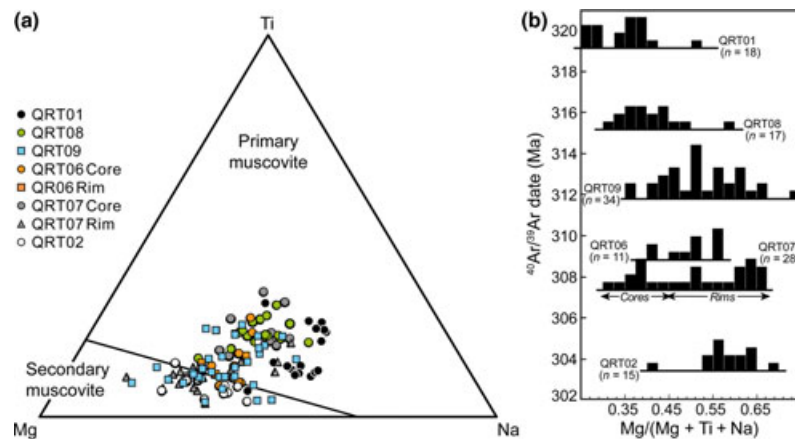 (a)
Ti
Primary
muscovite
QRT01
QRT08
QRT09
QRT06 Core
QR06 Rim
QRT07 Core
QRT07 Rim
QRT02
Secondary
muscovite
Mg
Na
(b)
⁴⁰Ar/³⁹Ar date (Ma)
320
318
316
314
312
310
308
306
304
302
QRT01
(n = 18)
QRT08
(n = 17)
QRT09
(n = 34)
QRT06
(n = 11)
QRT07
(n = 28)
Cores
Rims
QRT02
(n = 15)
0.35 0.45 0.55 0.65
Mg/(Mg + Ti + Na)